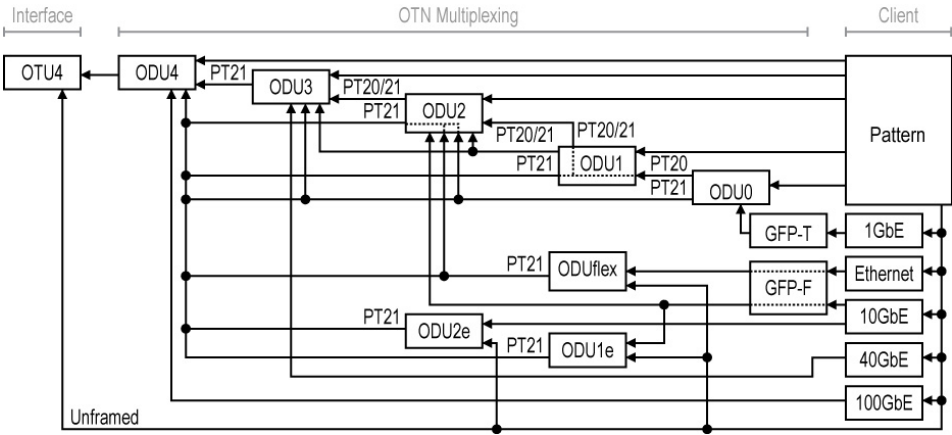 Interface OTN Multiplexing Client
OTU4 ODU4 PT21 ODU3 PT20/21
PT21 ODU2 PT20/21 PT20/21 Pattern
PT21 ODU1 PT20
PT21 ODU0
GFP-T 1GbE
PT21 ODUflex GFP-F Ethernet
PT21 ODU2e 10GbE
PT21 ODU1e 40GbE
100GbE
Unframed